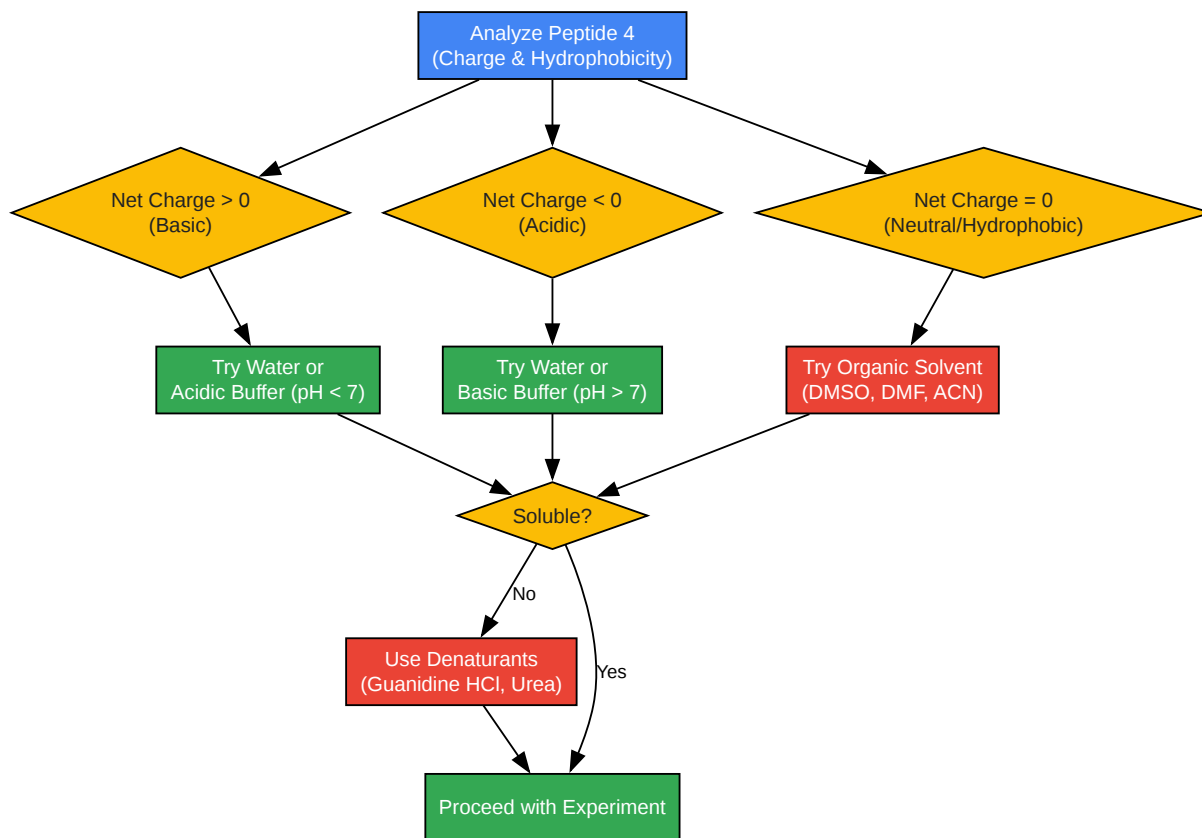 Analyze Peptide 4
(Charge & Hydrophobicity)
Net Charge > 0
(Basic)
Net Charge < 0
(Acidic)
Net Charge = 0
(Neutral/Hydrophobic)
Try Water or
Acidic Buffer (pH < 7)
Try Water or
Basic Buffer (pH > 7)
Try Organic Solvent
(DMSO, DMF, ACN)
Soluble?
No
Yes
Use Denaturants
(Guanidine HCl, Urea)
Proceed with Experiment